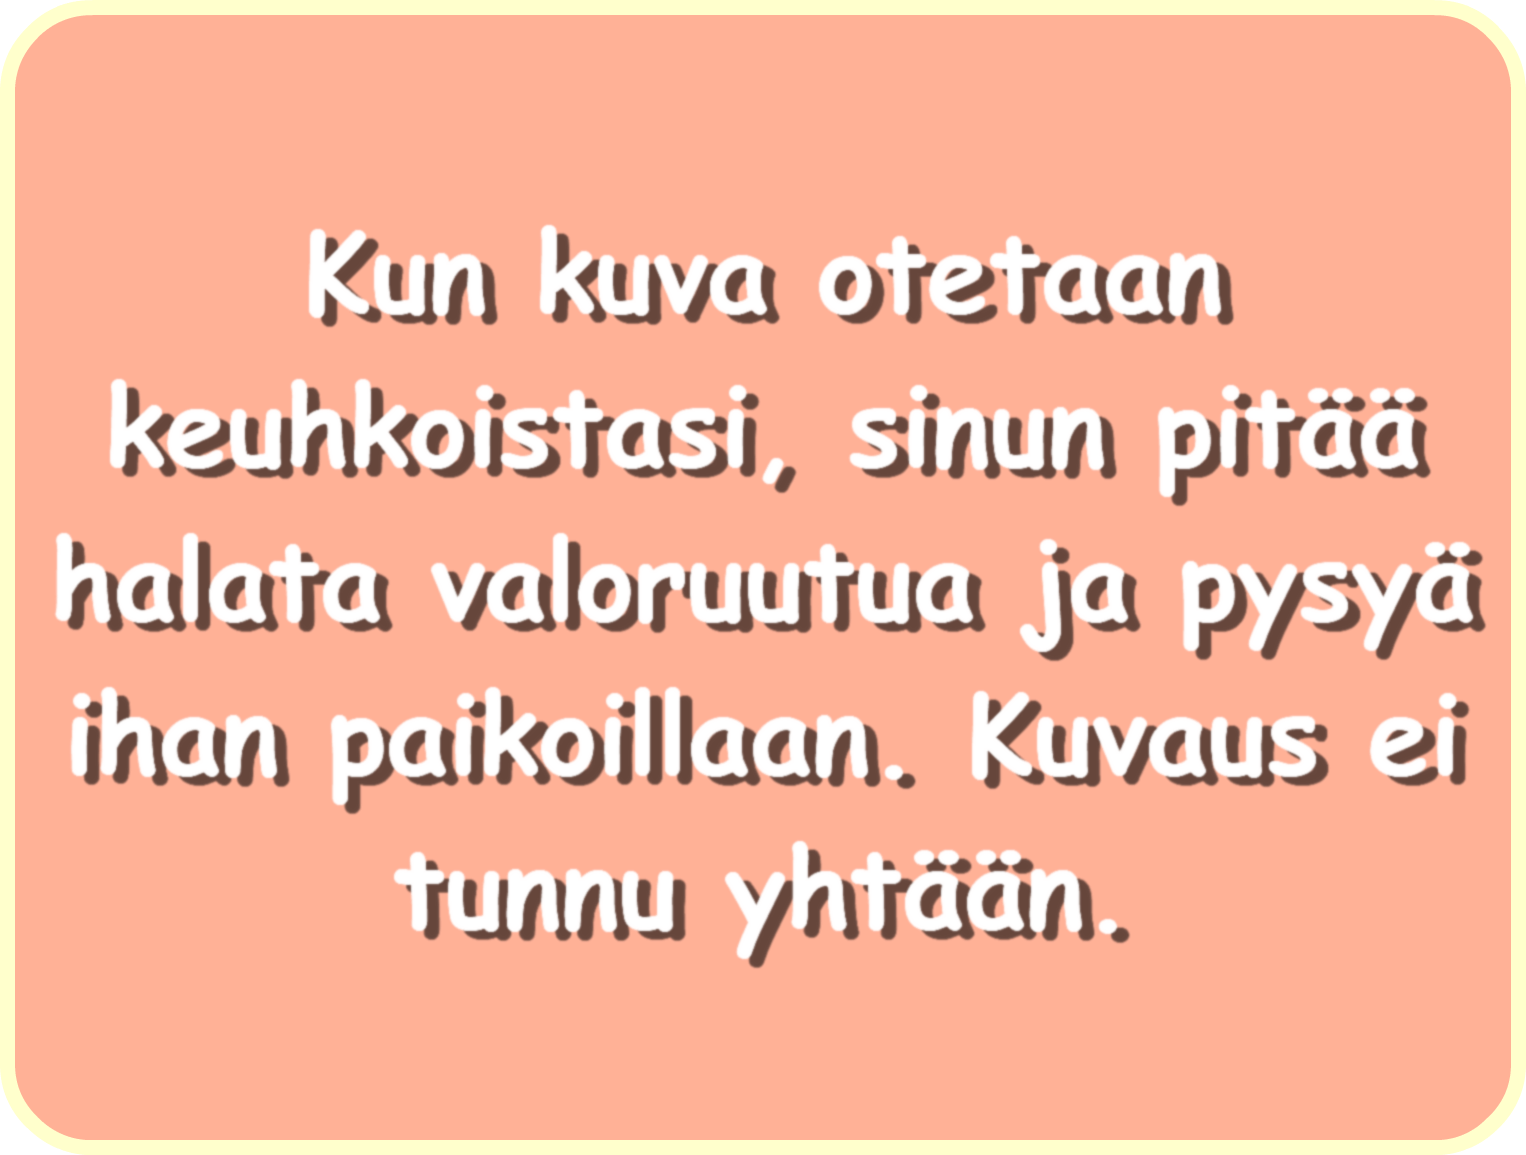 Kun kuva otetaan
keuhkoistasi, sinun pitää
halata valoruutua ja pysyä
ihan paikoillaan. Kuvaus ei
tunnu yhtään.